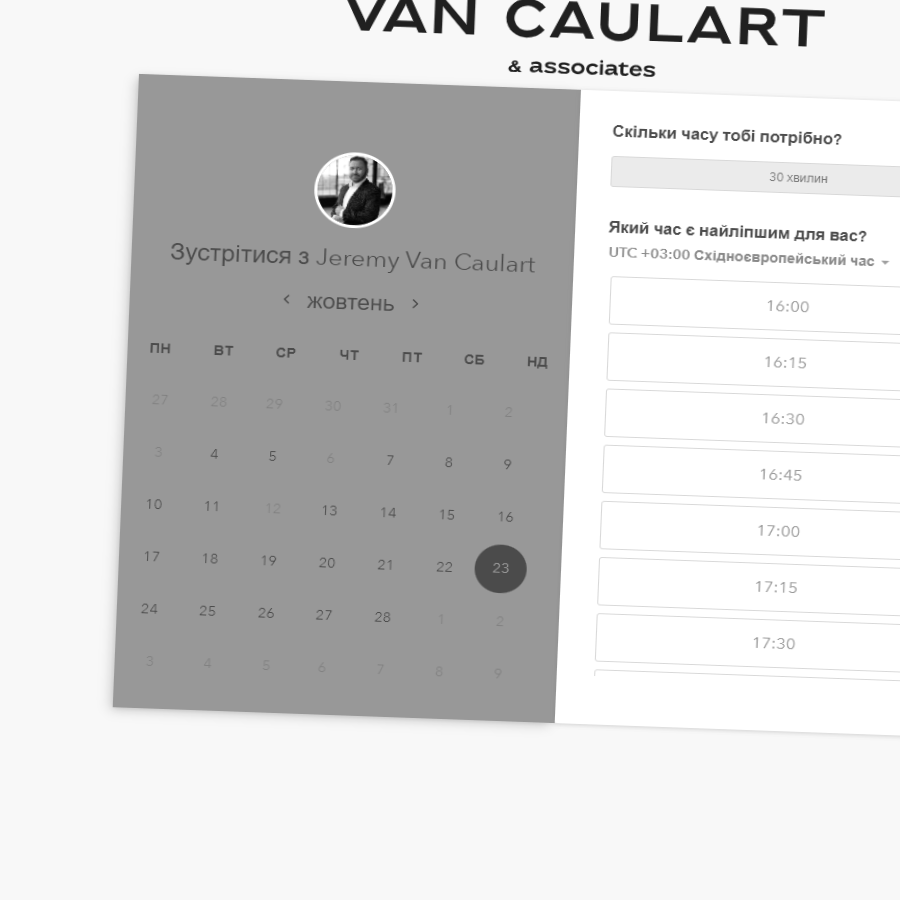 VAN CAULART
& associates
Зустрітися з Jeremy Van Caulart
жовтень
ПН ВТ СР ЧТ ПТ СБ НД
27 28 29 30 31 1 2
3 4 5 6 7 8 9
10 11 12 13 14 15 16
17 18 19 20 21 22 23
24 25 26 27 28 1 2
3 4 5 6 7 8 9
Скільки часу тобі потрібно?
30 хвилин
Який час є найліпшим для вас?
UTC +03:00 Східноєвропейський час
16:00
16:15
16:30
16:45
17:00
17:15
17:30